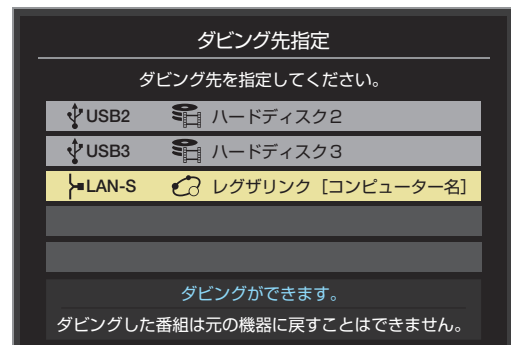 ダビング先指定
ダビング先を指定してください。
USB2 ハードディスク2
USB3 ハードディスク3
LAN-S レグザリンク［コンピューター名］
ダビングができます。
ダビングした番組は元の機器に戻すことはできません。